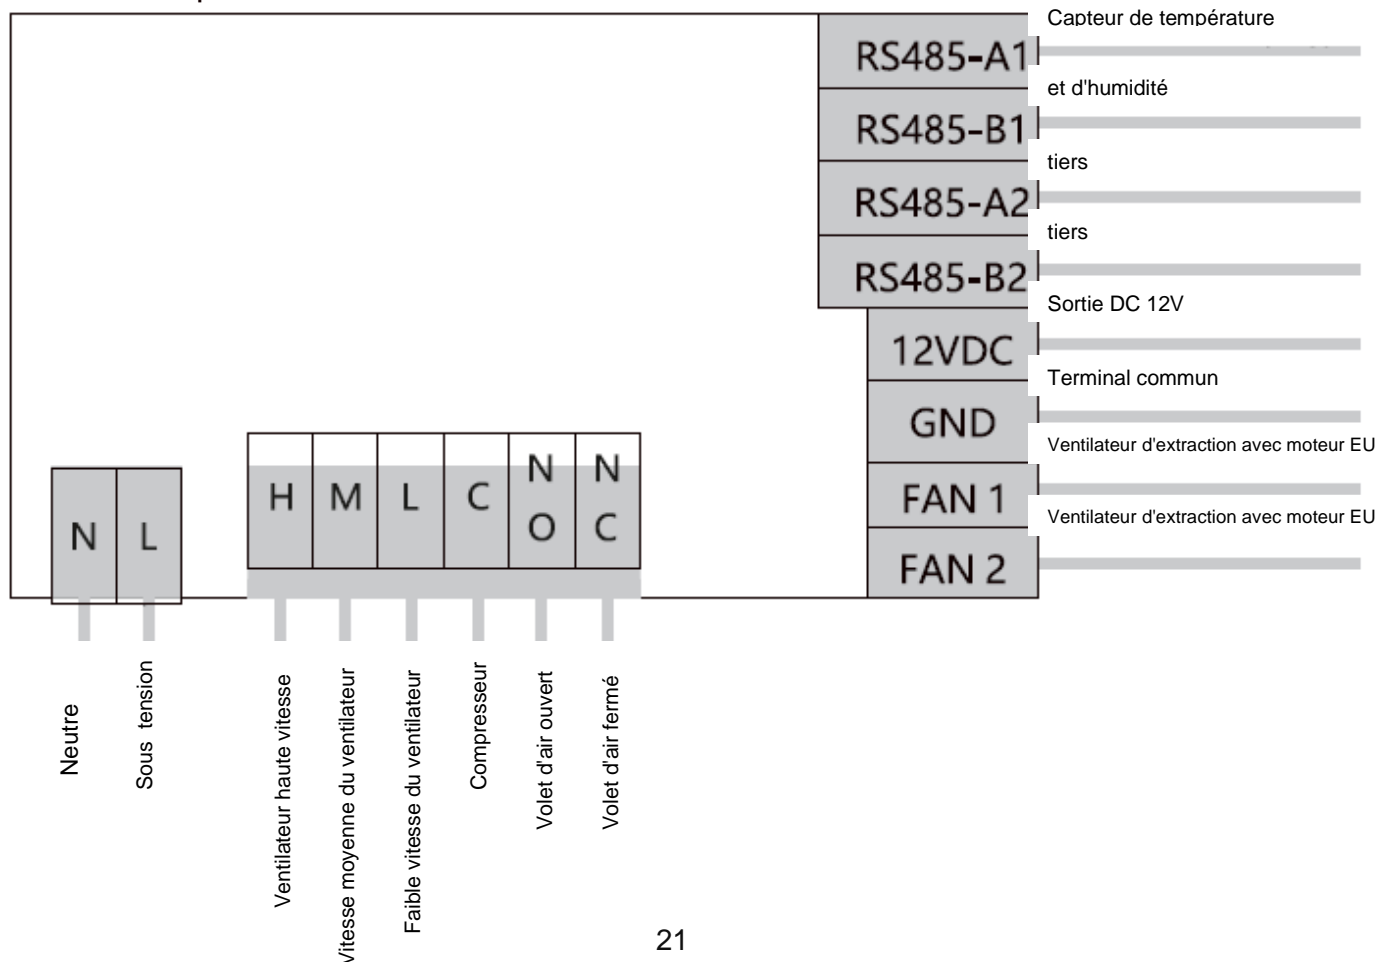 Capteur de température
RS485-A1
et d'humidité
RS485-B1
tiers
RS485-A2
tiers
RS485-B2
Sortie DC 12V
12VDC
Terminal commun
GND
Ventilateur d'extraction avec moteur EU
FAN 1
Ventilateur d'extraction avec moteur EU
FAN 2
N
L
H
M
L
C
NO
NC
Neutre
Sous tension
Ventilateur haute vitesse
Vitesse moyenne du ventilateur
Faible vitesse du ventilateur
Compresseur
Volet d'air ouvert
Volet d'air fermé
21